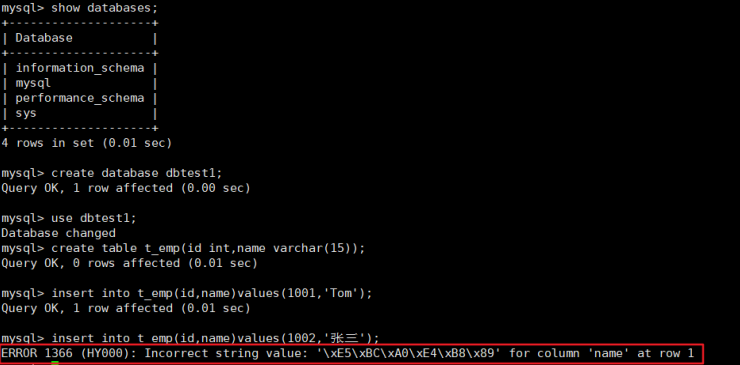 mysql> show databases;
+--------------------+
| Database           |
+--------------------+
| information_schema |
| mysql              |
| performance_schema |
| sys                |
+--------------------+
4 rows in set (0.01 sec)
mysql> create database dbtest1;
Query OK, 1 row affected (0.00 sec)
mysql> use dbtest1;
Database changed
mysql> create table t_emp(id int,name varchar(15));
Query OK, 0 rows affected (0.01 sec)
mysql> insert into t_emp(id,name)values(1001,'Tom');
Query OK, 1 row affected (0.01 sec)
mysql> insert into t_emp(id,name)values(1002,'张三');
ERROR 1366 (HY000): Incorrect string value: '\xE5\xBC\xA0\xE4\xB8\x89' for column 'name' at row 1